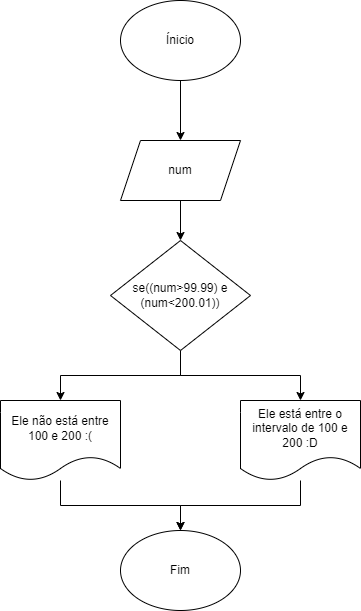 Ínicio
num
se((num>99.99) e
(num<200.01))
Ele não está entre
100 e 200 :(
Ele está entre o
intervalo de 100 e
200 :D
Fim